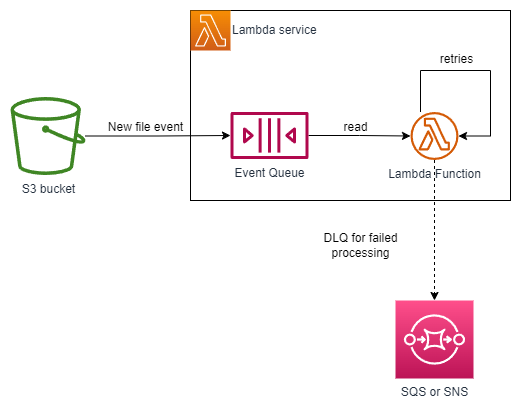 Lambda service
retries
New file event
read
Event Queue
Lambda Function
S3 bucket
DLQ for failed
processing
SQS or SNS